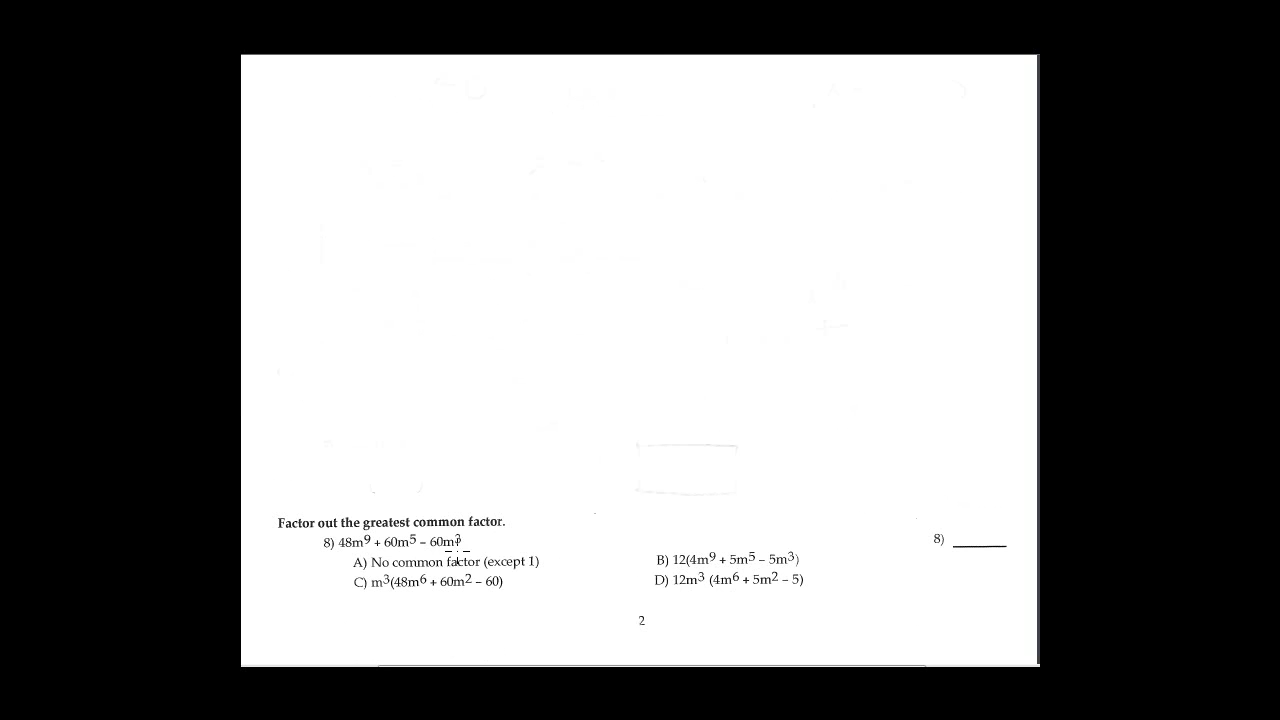 Factor out the greatest common factor.
8) 48m⁹ + 60m⁵ – 60m³
8) ______
A) No common factor (except 1)
B) 12(4m⁹ + 5m⁵ – 5m³)
C) m³(48m⁶ + 60m² – 60)
D) 12m³ (4m⁶ + 5m² – 5)
2